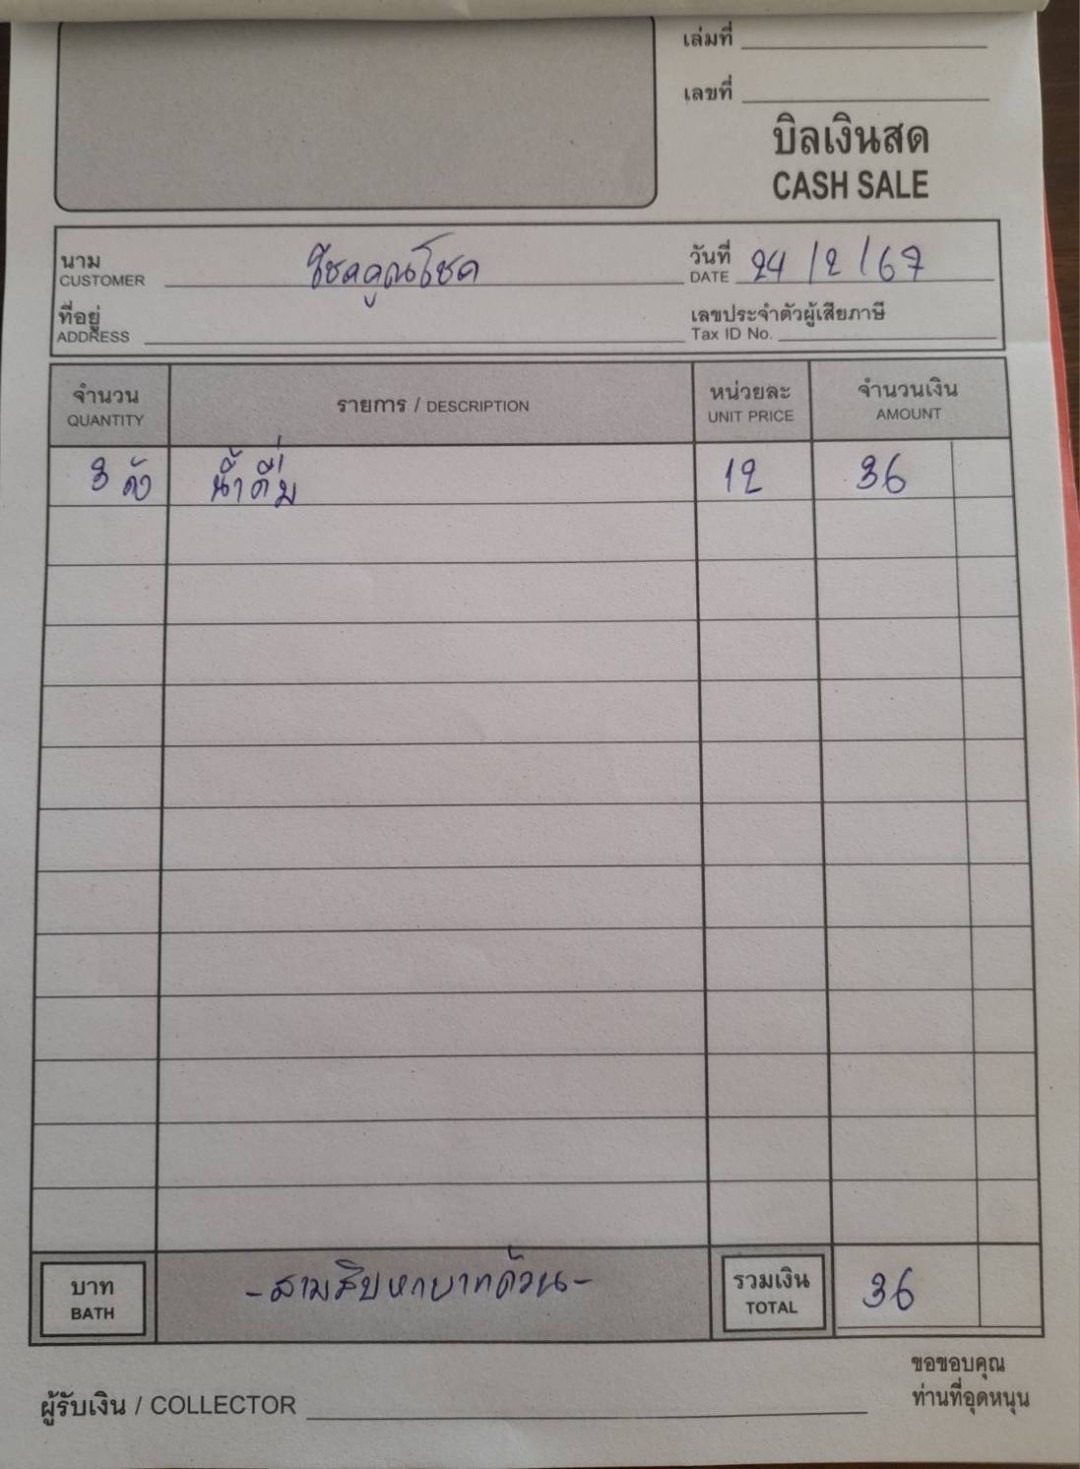 เล่มที่
เลขที่
บิลเงินสด
CASH SALE
นาม
CUSTOMER
โชคคูณโชค
วันที่
DATE
24/2/67
ที่อยู่
ADDRESS
เลขประจำตัวผู้เสียภาษี
Tax ID No.
จำนวน
QUANTITY
รายการ / DESCRIPTION
หน่วยละ
UNIT PRICE
จำนวนเงิน
AMOUNT
3 ถัง น้ำดื่ม 12 36
บาท
BATH
-สามสิบหกบาทถ้วน-
รวมเงิน
TOTAL
36
ผู้รับเงิน / COLLECTOR
ขอขอบคุณ
ท่านที่อุดหนุน